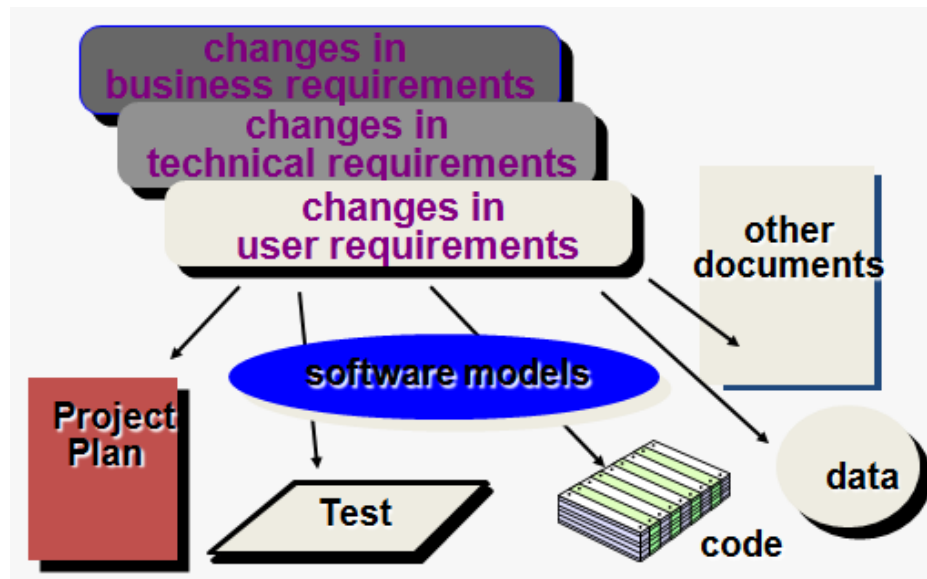 changes in
business requirements
changes in
technical requirements
changes in
user requirements
other
documents
software models
Project
Plan
Test
code
data